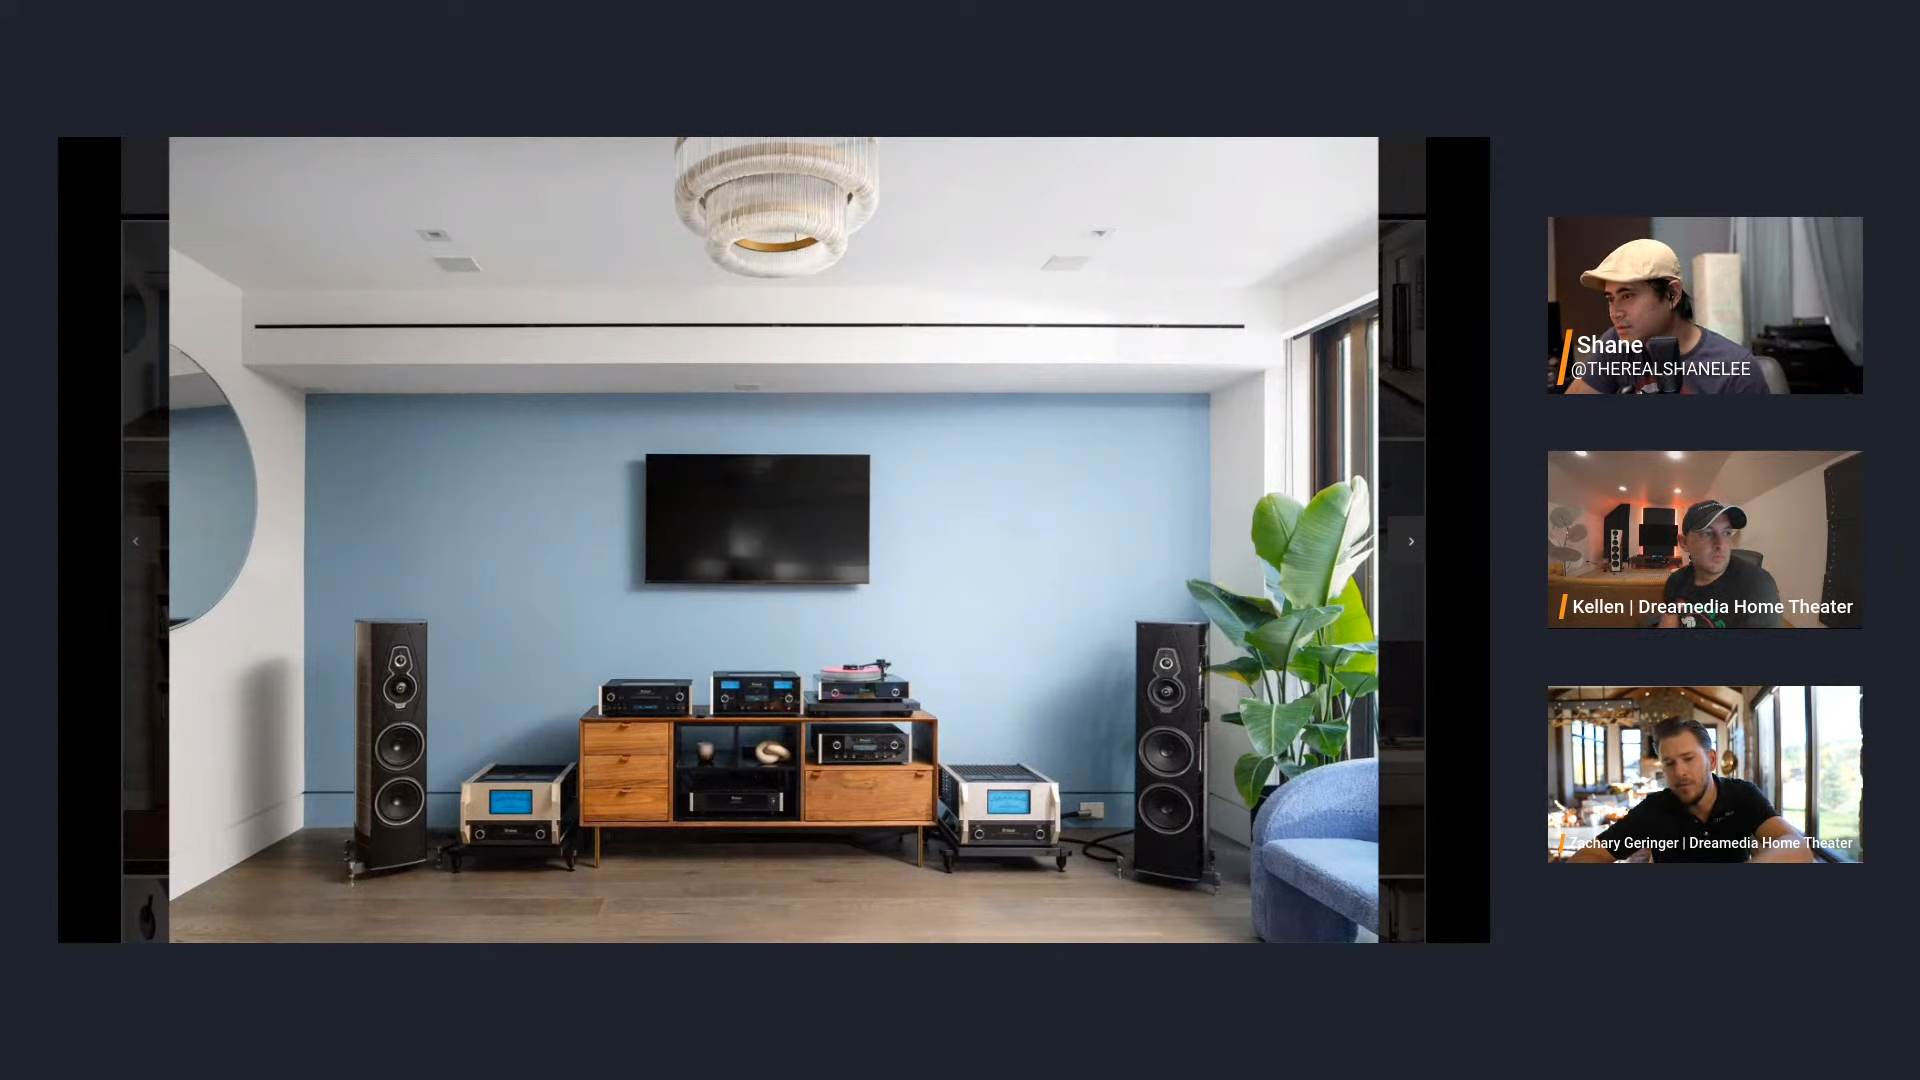 Shane
@THEREALSHANELEE
Kellen | Dreamedia Home Theater
Zachary Geringer | Dreamedia Home Theater